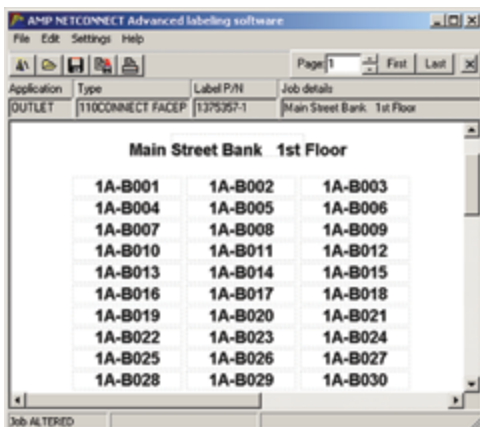 AMP NETCONNECT Advanced labeling software
File Edit Settings Help
Page: 1 First Last
Application Type Label P/N Job details
OUTLET 110CONNECT FACEP 1375357-1 Main Street Bank 1st Floor
Main Street Bank 1st Floor
1A-B001 1A-B002 1A-B003
1A-B004 1A-B005 1A-B006
1A-B007 1A-B008 1A-B009
1A-B010 1A-B011 1A-B012
1A-B013 1A-B014 1A-B015
1A-B016 1A-B017 1A-B018
1A-B019 1A-B020 1A-B021
1A-B022 1A-B023 1A-B024
1A-B025 1A-B026 1A-B027
1A-B028 1A-B029 1A-B030
Job ALTERED